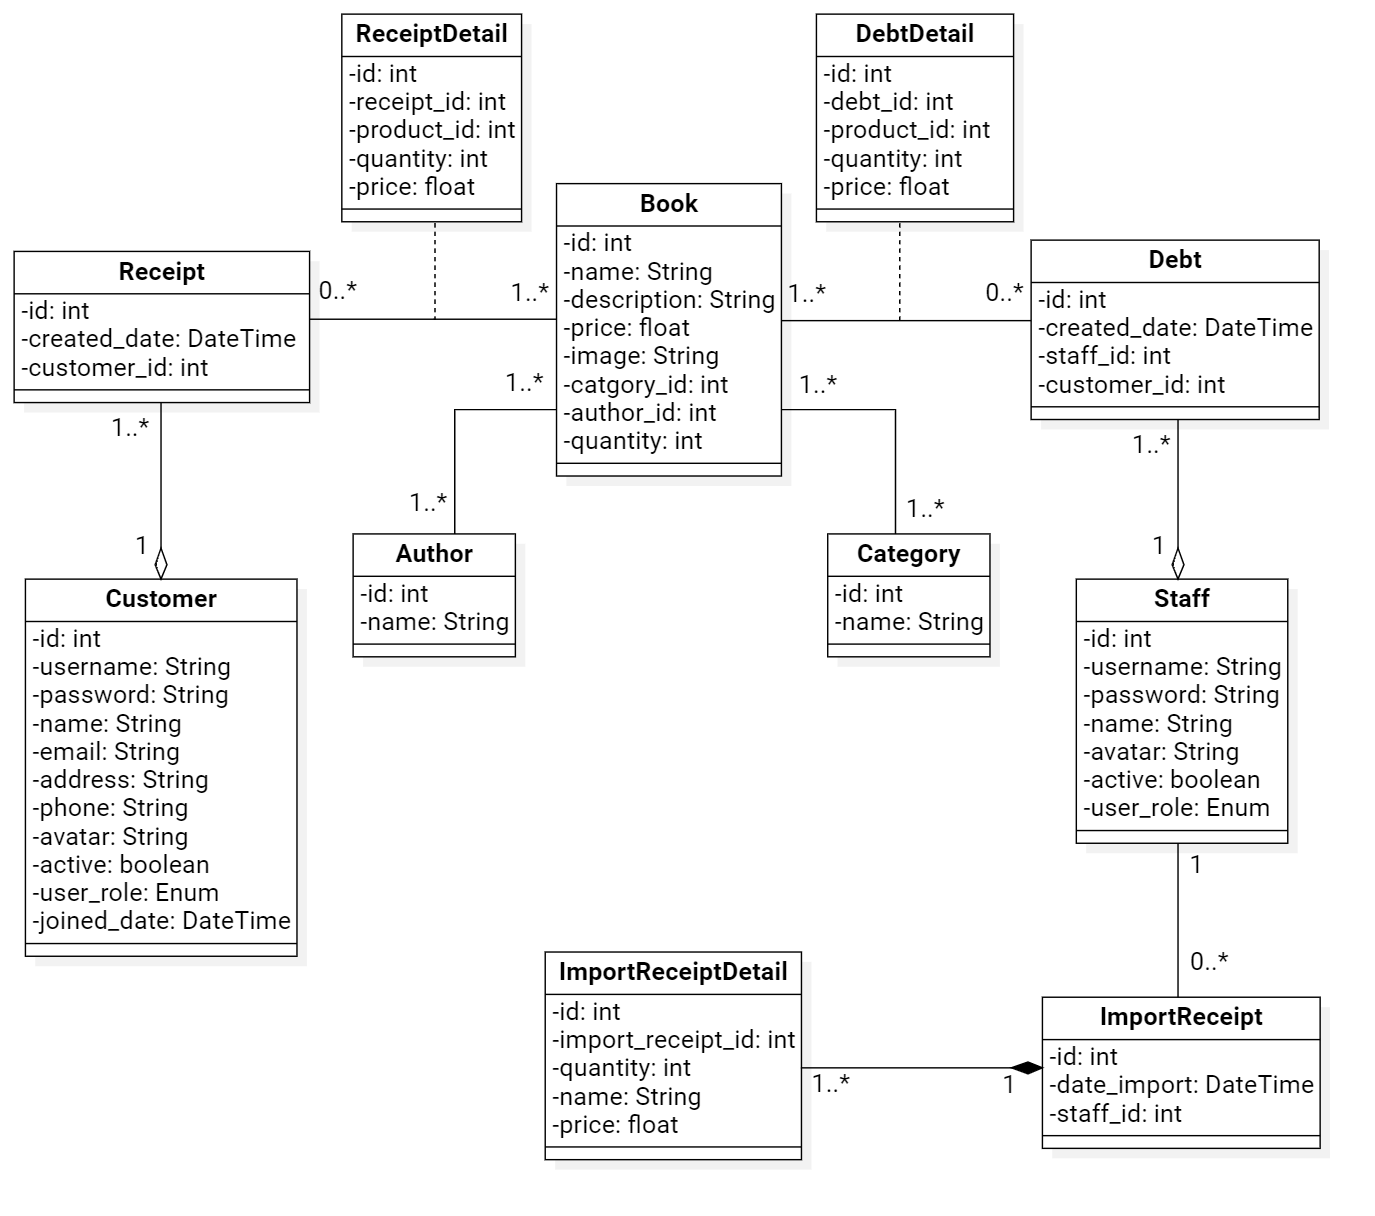 ReceiptDetail
-id: int
-receipt_id: int
-product_id: int
-quantity: int
-price: float
DebtDetail
-id: int
-debt_id: int
-product_id: int
-quantity: int
-price: float
Book
-id: int
-name: String
-description: String
-price: float
-image: String
-catgory_id: int
-author_id: int
-quantity: int
Receipt
-id: int
-created_date: DateTime
-customer_id: int
Debt
-id: int
-created_date: DateTime
-staff_id: int
-customer_id: int
0..*
1..*
1..*
0..*
1..*
1..*
1..*
1..*
1..*
1..*
1
1
Author
-id: int
-name: String
Category
-id: int
-name: String
Customer
-id: int
-username: String
-password: String
-name: String
-email: String
-address: String
-phone: String
-avatar: String
-active: boolean
-user_role: Enum
-joined_date: DateTime
Staff
-id: int
-username: String
-password: String
-name: String
-avatar: String
-active: boolean
-user_role: Enum
1
0..*
ImportReceiptDetail
-id: int
-import_receipt_id: int
-quantity: int
-name: String
-price: float
1..*
1
ImportReceipt
-id: int
-date_import: DateTime
-staff_id: int